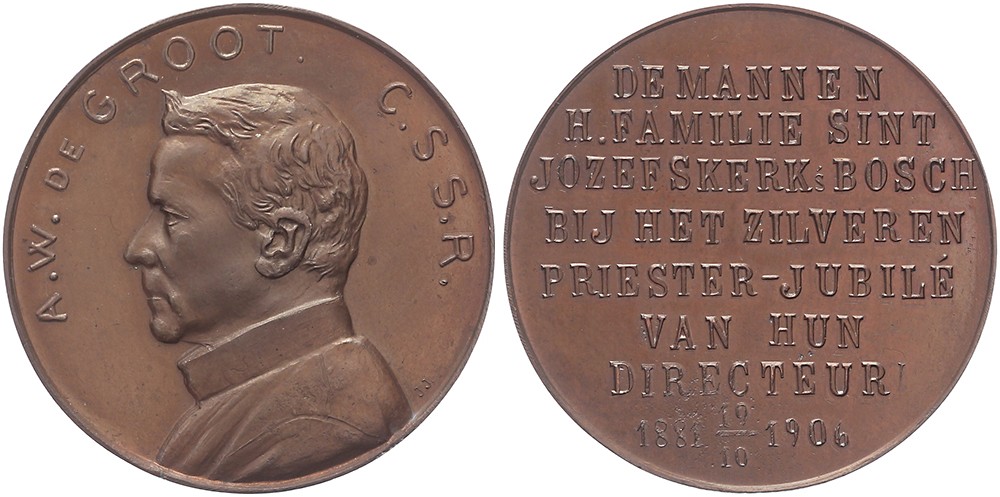 A.W. DE GROOT. C.S.S.R.
DE MANNEN
H. FAMILIE SINT
JOZEFSKERK ś BOSCH
BIJ HET ZILVEREN
PRIESTER-JUBILÉ
VAN HUN
DIRECTÉUR
1881 19/10 1906